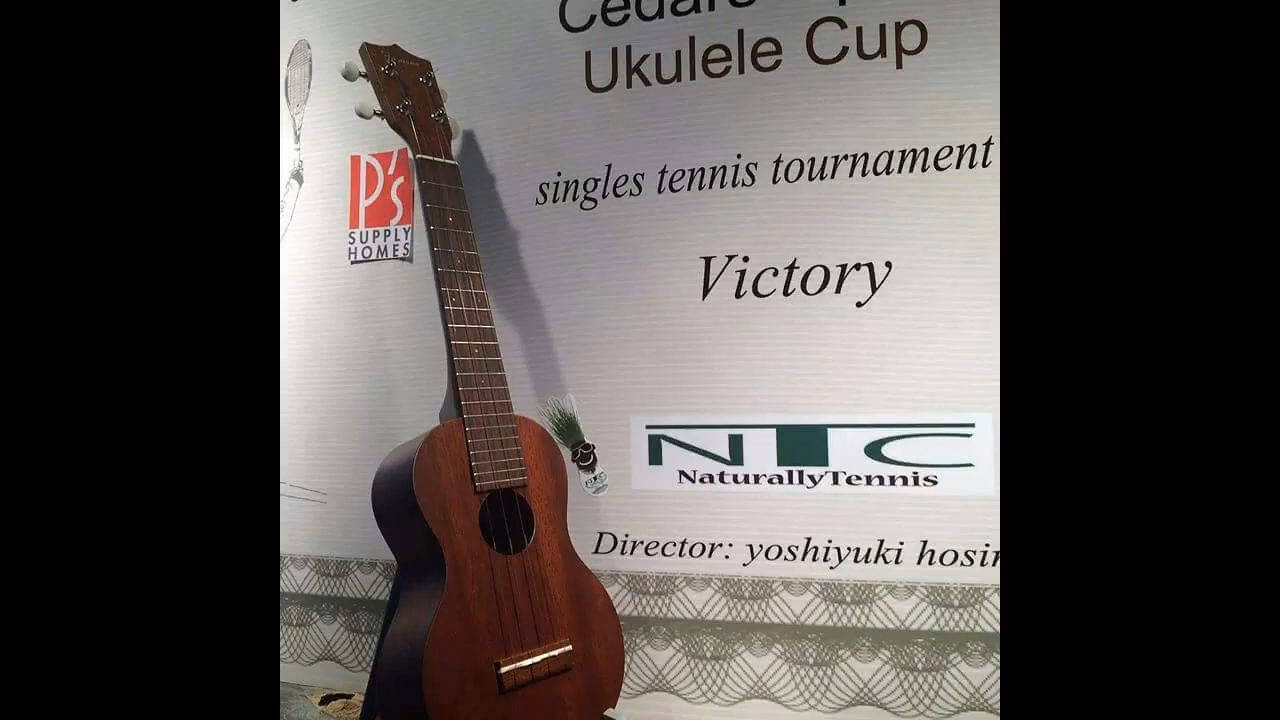 Ukulele Cup
singles tennis tournament
P's
SUPPLY
HOMES
Victory
NTC
NaturallyTennis
Director: yoshiyuki